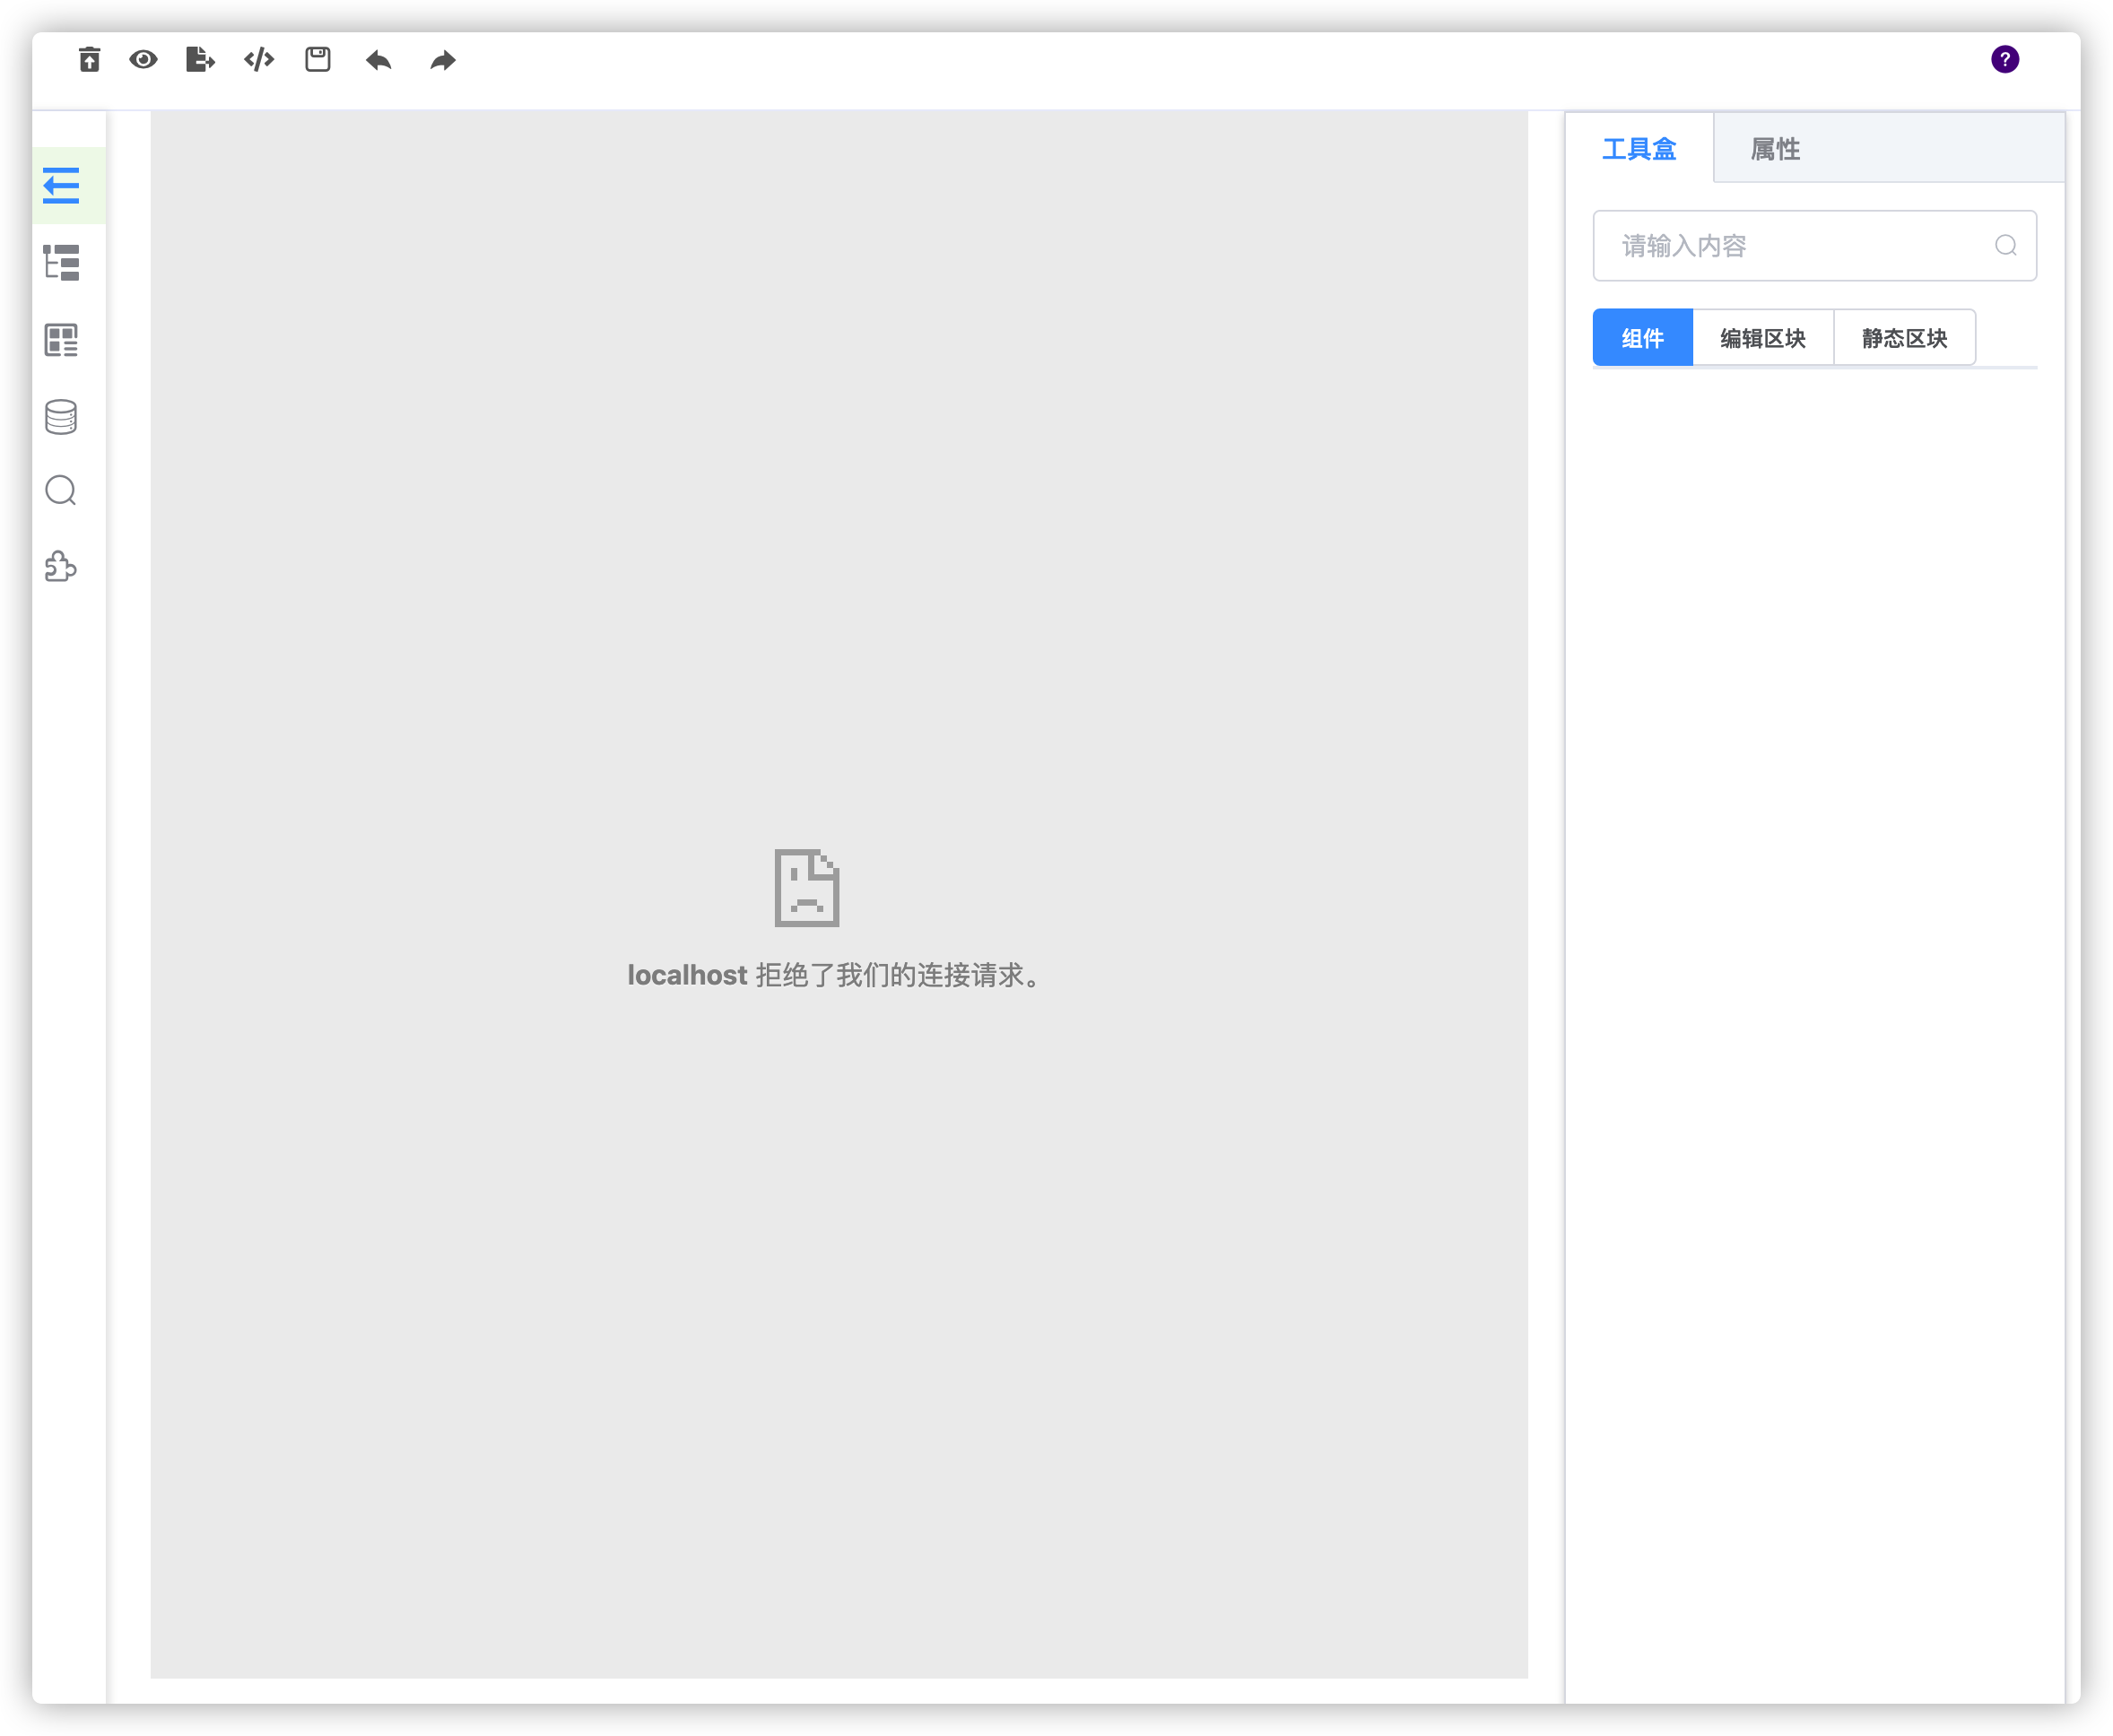 ?
工具盒
属性
请输入内容
组件
编辑区块
静态区块
localhost 拒绝了我们的连接请求。